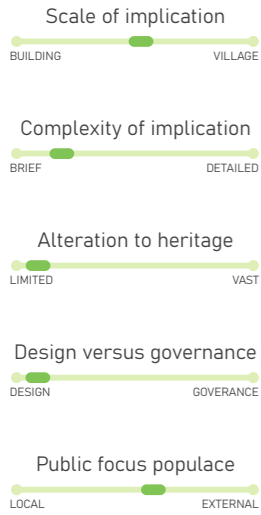 Scale of implication
BUILDING VILLAGE
Complexity of implication
BRIEF DETAILED
Alteration to heritage
LIMITED VAST
Design versus governance
DESIGN GOVERANCE
Public focus populace
LOCAL EXTERNAL